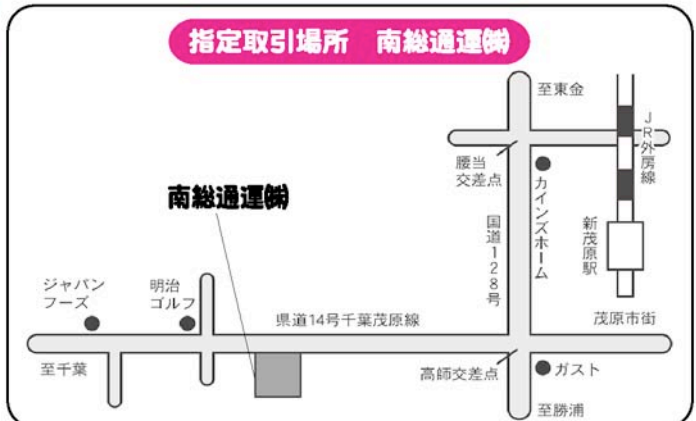 指定取引場所　南総通運㈱
至東金
JR外房線
腰当
交差点
カインズホーム
南総通運㈱
国道128号
新茂原駅
ジャパン
フーズ
明治
ゴルフ
県道14号千葉茂原線
茂原市街
至千葉
高師交差点
ガスト
至勝浦